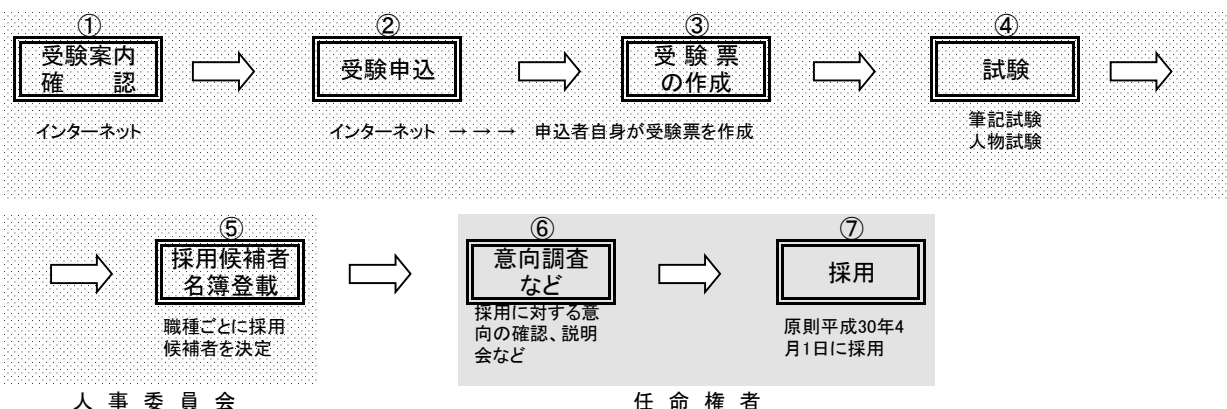 ① ② ③ ④
受験案内 受験申込 受 験 票 試験
確 認 の作成
インターネット インターネット → → → 申込者自身が受験票を作成 筆記試験
人物試験
⑤ ⑥ ⑦
採用候補者 意向調査 採用
名簿登載 など
職種ごとに採用 採用に対する意 原則平成30年4
候補者を決定 向の確認、説明 月1日に採用
会など
人 事 委 員 会 任 命 権 者